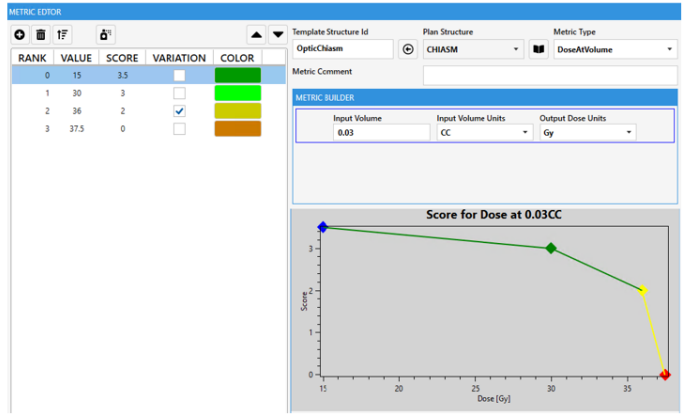 METRIC EDTOR
RANK VALUE SCORE VARIATION COLOR
0 15 3.5
1 30 3
2 36 2
3 37.5 0
Template Structure Id Plan Structure Metric Type
OpticChiasm CHIASM DoseAtVolume
Metric Comment
METRIC BUILDER
Input Volume Input Volume Units Output Dose Units
0.03 CC Gy
Score for Dose at 0.03CC
Score
3
2
1
0
15 20 25 30 35
Dose [Gy]